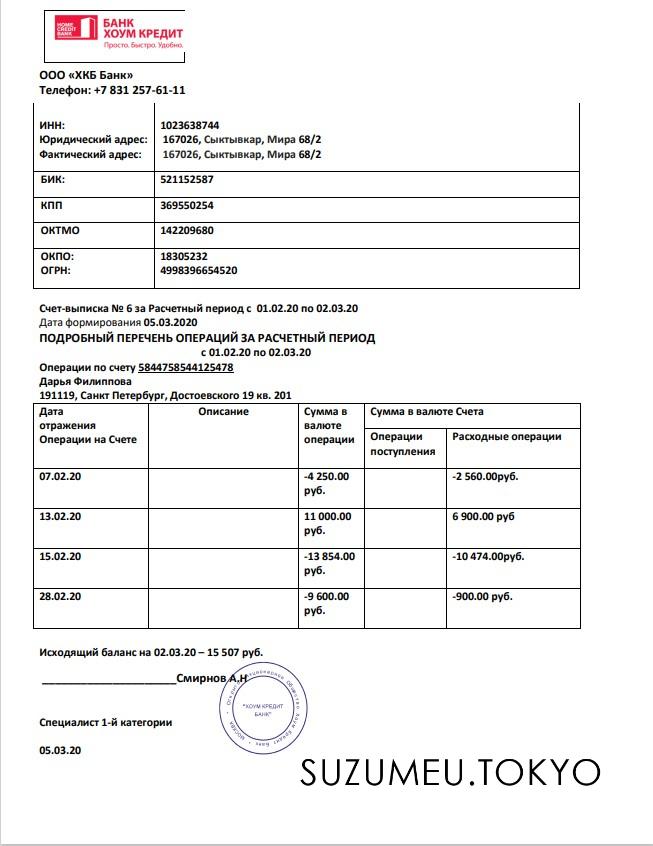 HOME
CREDIT
BANK
БАНК
ХОУМ КРЕДИТ
Просто. Быстро. Удобно.
ООО «ХКБ Банк»
Телефон: +7 831 257-61-11
ИНН: 1023638744
Юридический адрес: 167026, Сыктывкар, Мира 68/2
Фактический адрес: 167026, Сыктывкар, Мира 68/2
БИК: 521152587
КПП 369550254
ОКТМО 142209680
ОКПО: 18305232
ОГРН: 4998396654520
Счет-выписка № 6 за Расчетный период с 01.02.20 по 02.03.20
Дата формирования 05.03.2020
ПОДРОБНЫЙ ПЕРЕЧЕНЬ ОПЕРАЦИЙ ЗА РАСЧЕТНЫЙ ПЕРИОД
с 01.02.20 по 02.03.20
Операции по счету 5844758544125478
Дарья Филиппова
191119, Санкт Петербург, Достоевского 19 кв. 201
Дата
отражения
Операции на Счете
Описание
Сумма в
валюте
операции
Сумма в валюте Счета
Операции
поступления
Расходные операции
07.02.20 -4 250.00 -2 560.00руб.
руб.
13.02.20 11 000.00 6 900.00 руб
руб.
15.02.20 -13 854.00 -10 474.00руб.
руб.
28.02.20 -9 600.00 -900.00 руб.
руб.
Исходящий баланс на 02.03.20 – 15 507 руб.
____________________Смирнов А.Н
"ХОУМ КРЕДИТ
БАНК"
Специалист 1-й категории
05.03.20
SUZUMEU.TOKYO